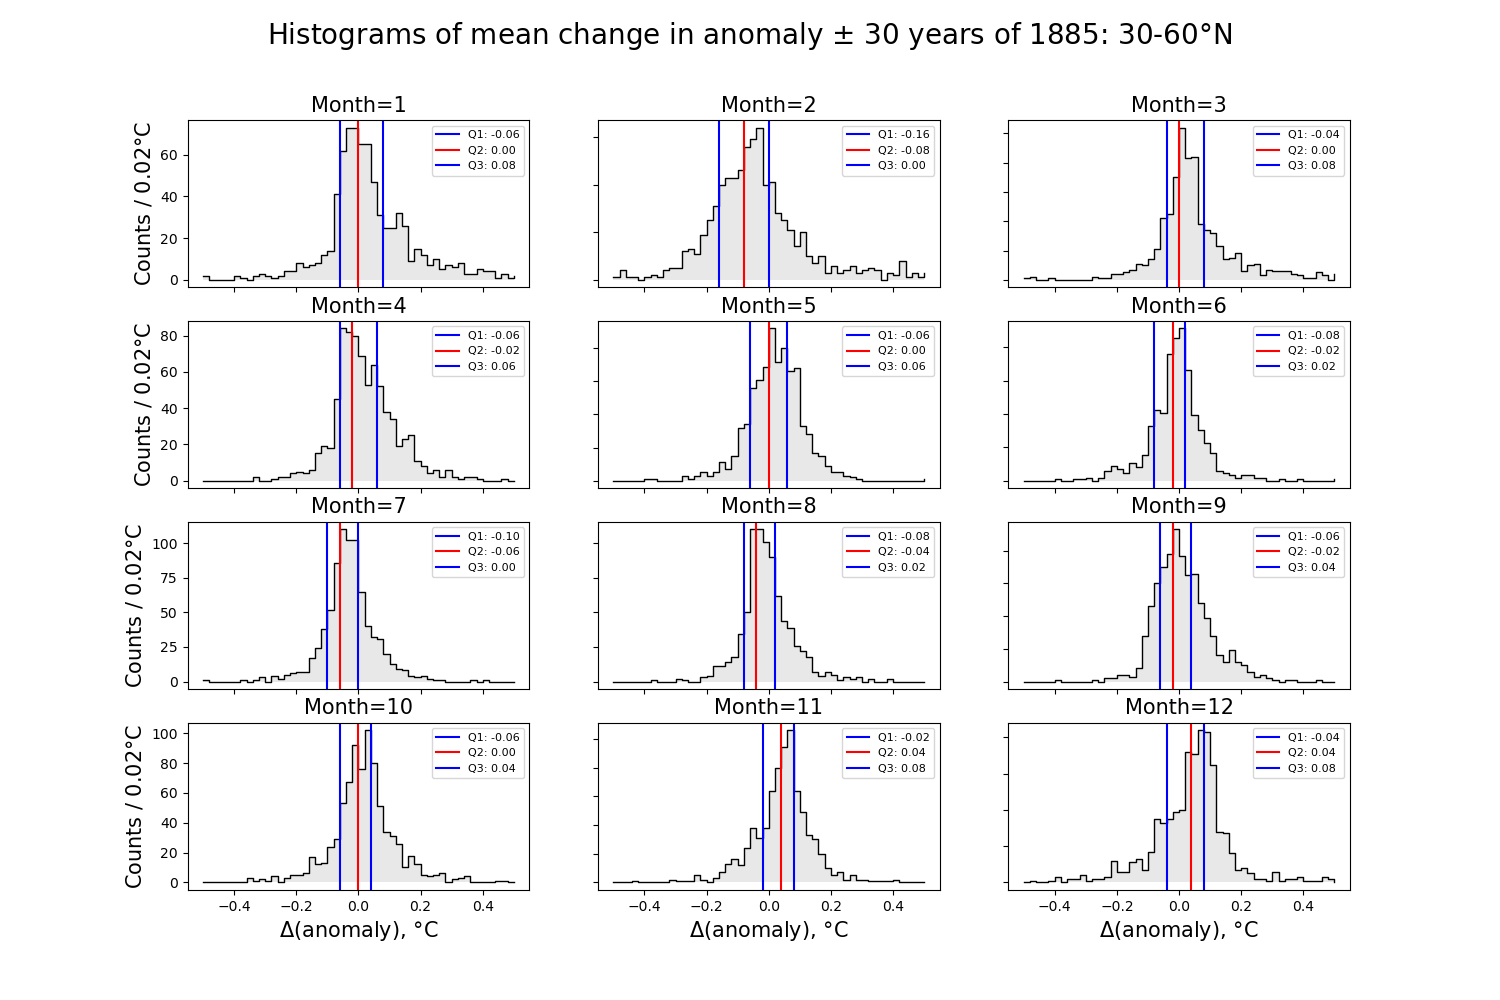 Histograms of mean change in anomaly ± 30 years of 1885: 30-60°N
Month=1
Month=2
Month=3
Counts / 0.02°C
60
40
20
0
Q1: -0.06
Q2: 0.00
Q3: 0.08
Q1: -0.16
Q2: -0.08
Q3: 0.00
Q1: -0.04
Q2: 0.00
Q3: 0.08
Month=4
Month=5
Month=6
Counts / 0.02°C
80
60
40
20
0
Q1: -0.06
Q2: -0.02
Q3: 0.06
Q1: -0.06
Q2: 0.00
Q3: 0.06
Q1: -0.08
Q2: -0.02
Q3: 0.02
Month=7
Month=8
Month=9
Counts / 0.02°C
100
75
50
25
0
Q1: -0.10
Q2: -0.06
Q3: 0.00
Q1: -0.08
Q2: -0.04
Q3: 0.02
Q1: -0.06
Q2: -0.02
Q3: 0.04
Month=10
Month=11
Month=12
Counts / 0.02°C
100
80
60
40
20
0
Q1: -0.06
Q2: 0.00
Q3: 0.04
Q1: -0.02
Q2: 0.04
Q3: 0.08
Q1: -0.04
Q2: 0.04
Q3: 0.08
−0.4 −0.2 0.0 0.2 0.4
−0.4 −0.2 0.0 0.2 0.4
−0.4 −0.2 0.0 0.2 0.4
Δ(anomaly), °C
Δ(anomaly), °C
Δ(anomaly), °C